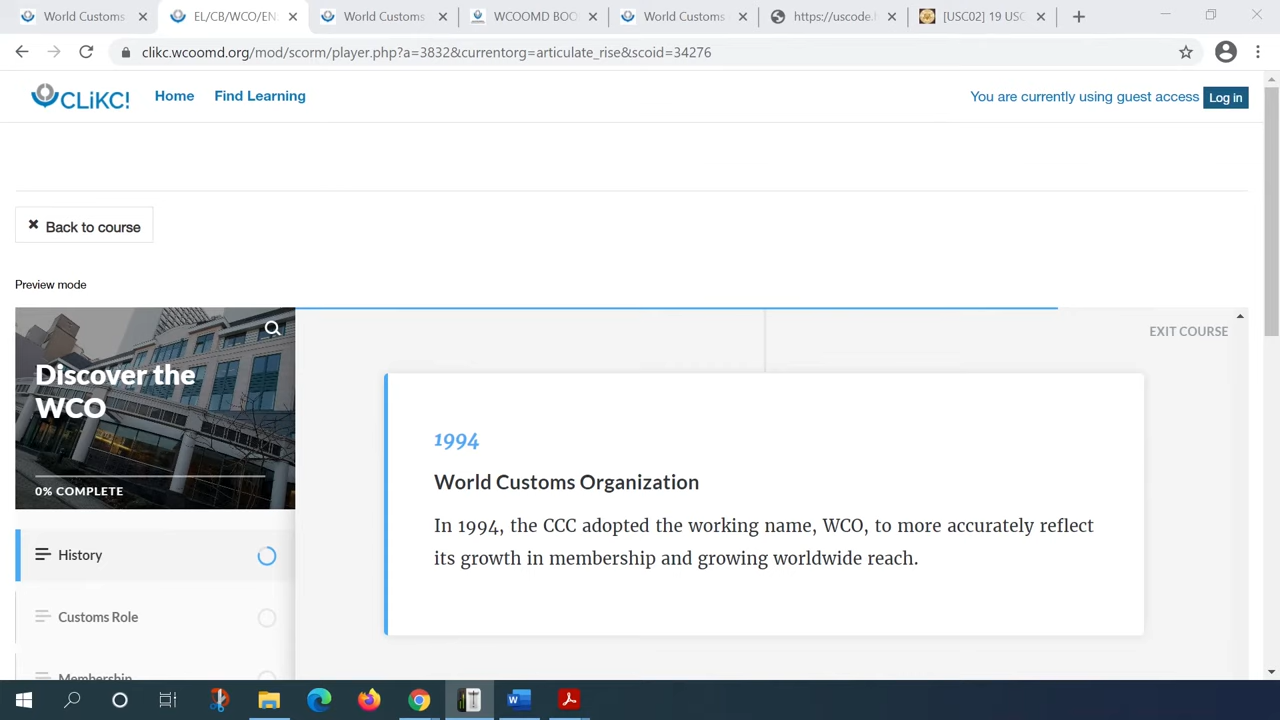 World Customs
EL/CB/WCO/EN
World Customs
WCOOMD BOO
World Customs
https://uscode.
[USC02] 19 USC
clikc.wcoomd.org/mod/scorm/player.php?a=3832&currentorg=articulate_rise&scoid=34276
CLiKC!
Home
Find Learning
You are currently using guest access
Log in
Back to course
Preview mode
Discover the
WCO
0% COMPLETE
EXIT COURSE
1994
World Customs Organization
In 1994, the CCC adopted the working name, WCO, to more accurately reflect
its growth in membership and growing worldwide reach.
History
Customs Role
Membership